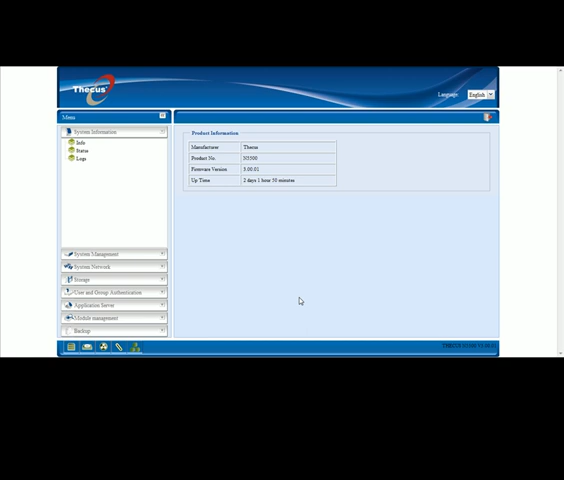 Thecus
Language:
English
Menu
System Information
Info
Status
Logs
System Management
System Network
Storage
User and Group Authentication
Application Server
Module management
Backup
Product Information
Manufacturer Thecus
Product No.
Firmware Version 3.00.01
Up Time 2 days 1 hour 50 minutes